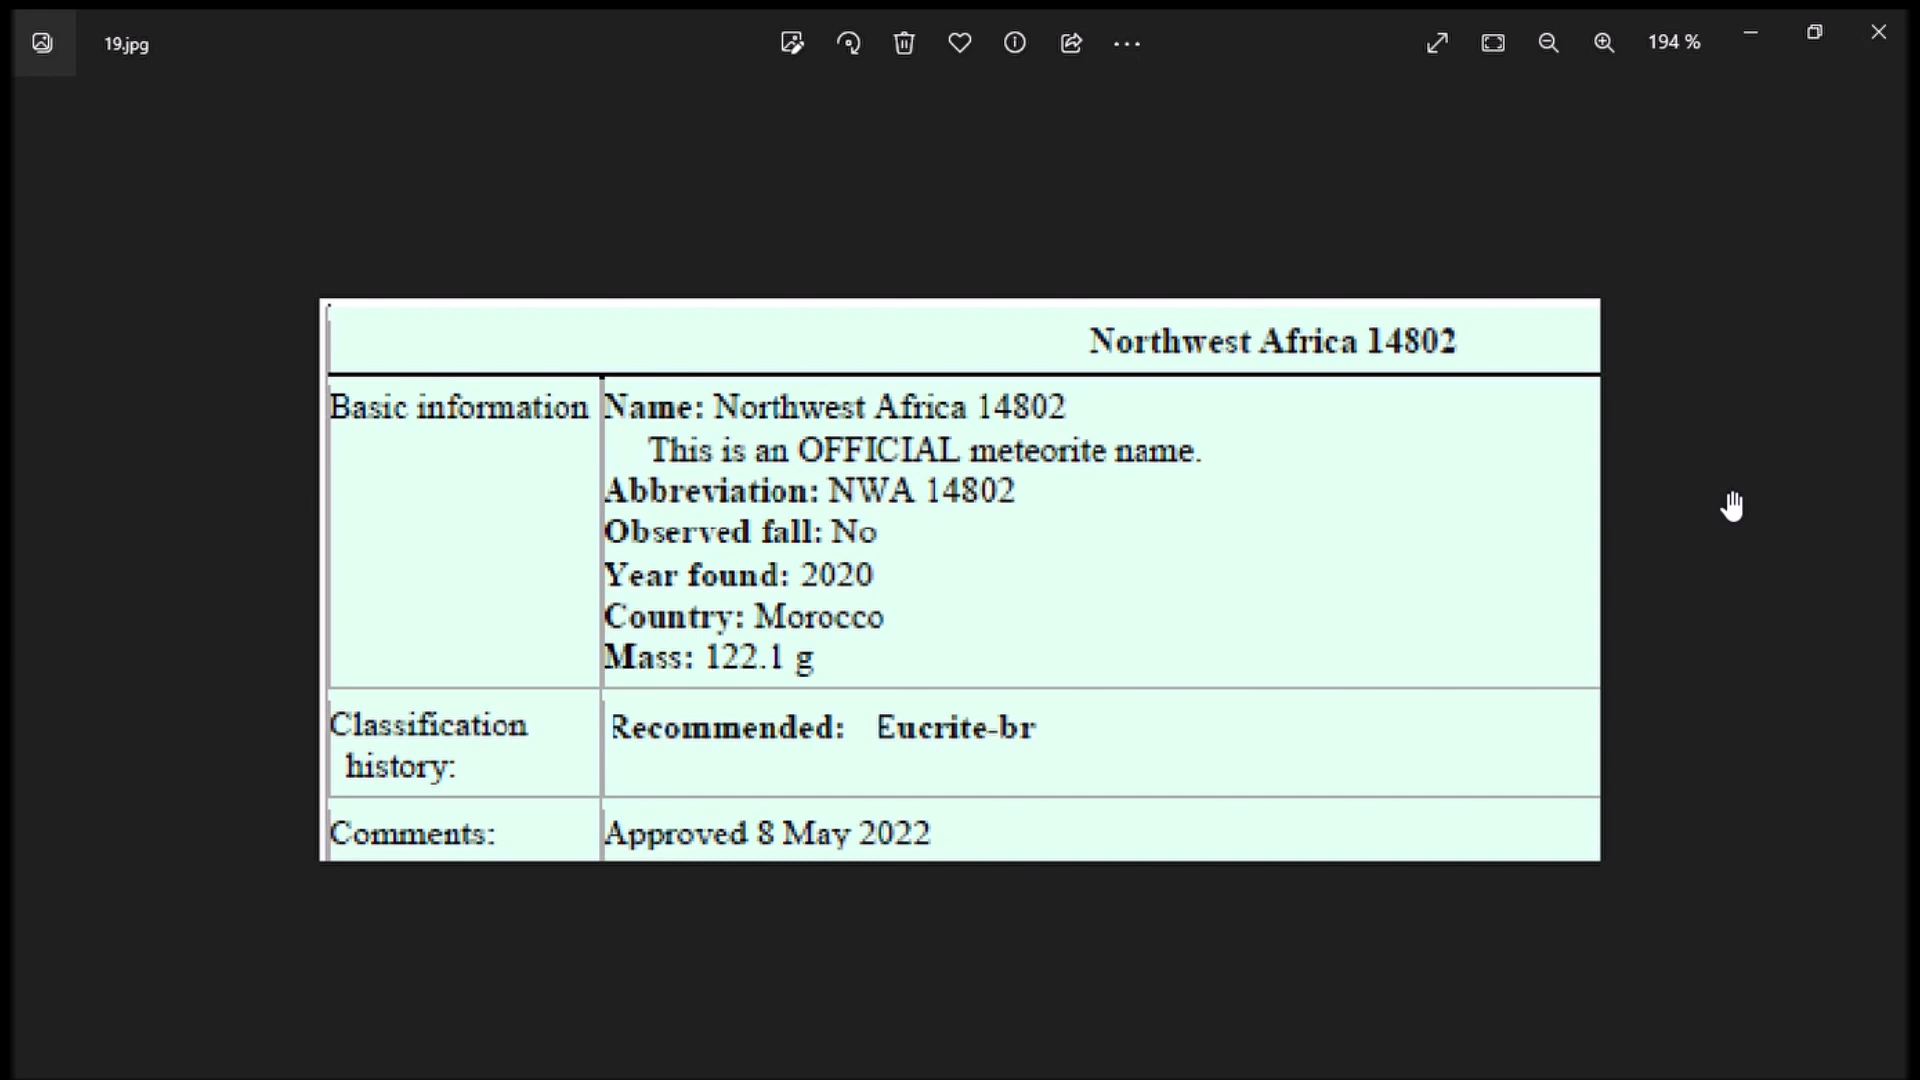 19.jpg
194 %
Northwest Africa 14802
Basic information
Name: Northwest Africa 14802
This is an OFFICIAL meteorite name.
Abbreviation: NWA 14802
Observed fall: No
Year found: 2020
Country: Morocco
Mass: 122.1 g
Classification
history:
Recommended: Eucrite-br
Comments:
Approved 8 May 2022